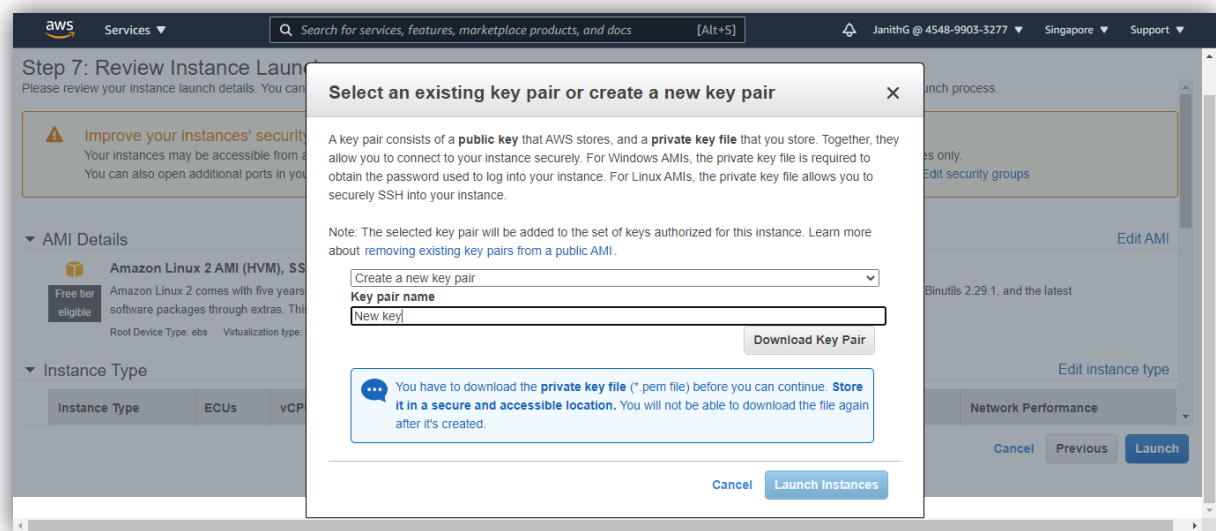 aws Services ▼ Search for services, features, marketplace products, and docs [Alt+S] JanithG @ 4548-9903-3277 ▼ Singapore ▼ Support ▼
Step 7: Review Instance
Please review your instance launch details. You can unch process.
Improve your instances' securit
Your instances may be accessible from es only.
You can also open additional ports in you Edit security groups
AMI Details Edit AMI
Amazon Linux 2 AMI (HVM), SS
Free tier
eligible
Amazon Linux 2 comes with five years Binutils 2.29.1, and the latest
software packages through extras. Thi
Root Device Type: ebs Virtualization type:
Instance Type Edit instance type
Instance Type ECUs vCP Network Performance
Cancel Previous Launch
Select an existing key pair or create a new key pair ×
A key pair consists of a public key that AWS stores, and a private key file that you store. Together, they
allow you to connect to your instance securely. For Windows AMIs, the private key file is required to
obtain the password used to log into your instance. For Linux AMIs, the private key file allows you to
securely SSH into your instance.
Note: The selected key pair will be added to the set of keys authorized for this instance. Learn more
about removing existing key pairs from a public AMI.
Create a new key pair
Key pair name
New key
Download Key Pair
You have to download the private key file (*.pem file) before you can continue. Store
it in a secure and accessible location. You will not be able to download the file again
after it's created.
Cancel Launch Instances